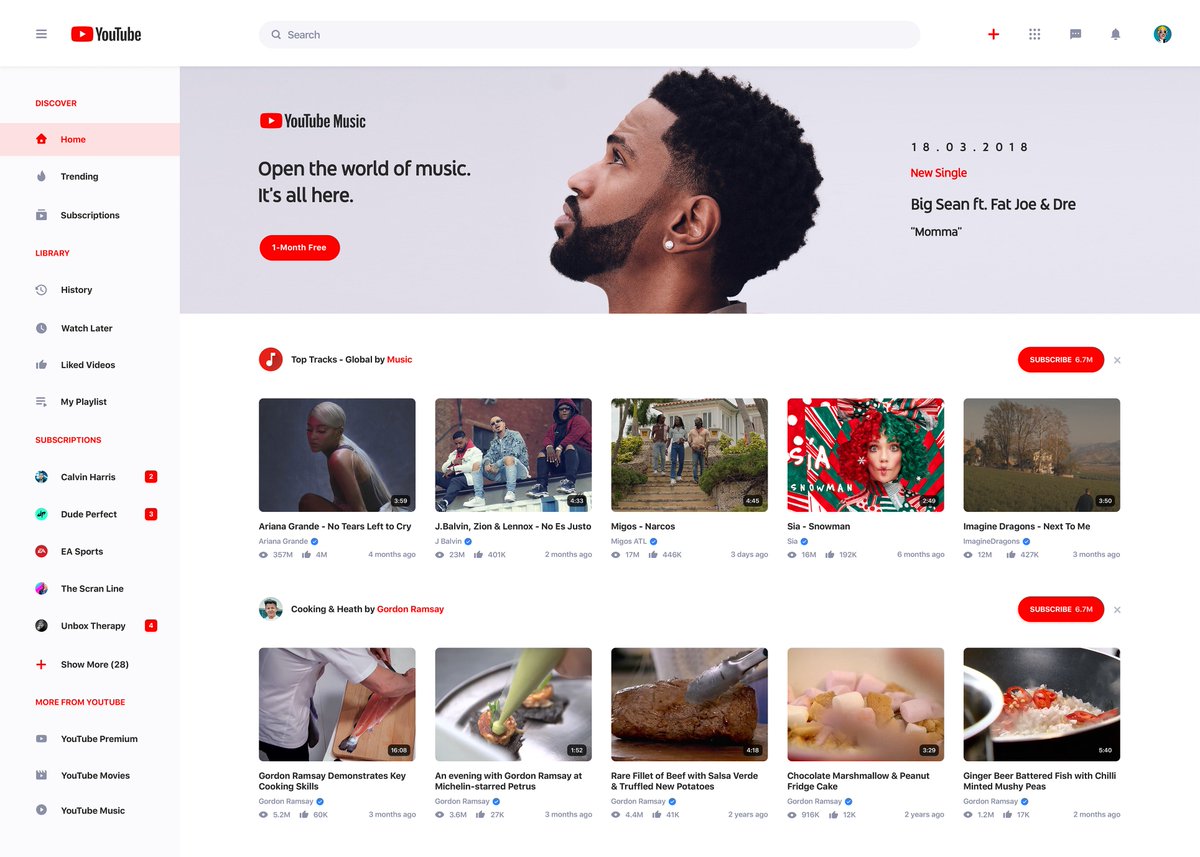 YouTube
Search
DISCOVER
Home
Trending
Subscriptions
LIBRARY
History
Watch Later
Liked Videos
My Playlist
SUBSCRIPTIONS
Calvin Harris 2
Dude Perfect 3
EA Sports
The Scran Line
Unbox Therapy 4
Show More (28)
MORE FROM YOUTUBE
YouTube Premium
YouTube Movies
YouTube Music
YouTube Music
Open the world of music.
It's all here.
1-Month Free
18.03.2018
New Single
Big Sean ft. Fat Joe & Dre
"Momma"
Top Tracks - Global by Music
SUBSCRIBE 6.7M
3:59
Ariana Grande - No Tears Left to Cry
Ariana Grande
357M 4M 4 months ago
4:33
J.Balvin, Zion & Lennox - No Es Justo
J Balvin
23M 401K 2 months ago
4:45
Migos - Narcos
Migos ATL
17M 446K 3 days ago
SIA
SNOWMAN
2:49
Sia - Snowman
Sia
16M 192K 6 months ago
3:50
Imagine Dragons - Next To Me
ImagineDragons
12M 427K 3 months ago
Cooking & Heath by Gordon Ramsay
SUBSCRIBE 6.7M
16:08
Gordon Ramsay Demonstrates Key
Cooking Skills
Gordon Ramsay
5.2M 60K 3 months ago
1:52
An evening with Gordon Ramsay at
Michelin-starred Petrus
Gordon Ramsay
3.6M 27K 3 months ago
4:18
Rare Fillet of Beef with Salsa Verde
& Truffled New Potatoes
Gordon Ramsay
4.4M 41K 2 years ago
3:29
Chocolate Marshmallow & Peanut
Fridge Cake
Gordon Ramsay
916K 12K 2 years ago
5:40
Ginger Beer Battered Fish with Chilli
Minted Mushy Peas
Gordon Ramsay
1.2M 17K 2 months ago